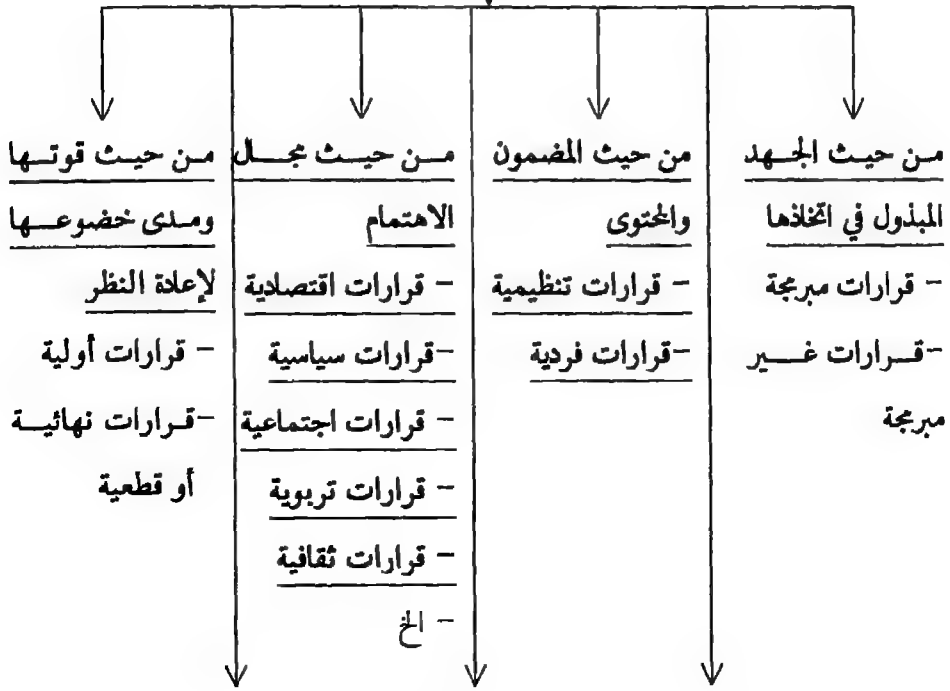 من حيث الجهد
المبذول في اتخاذها
- قرارات مبرمجة
-قرارات غير
مبرمجة
من حيث المضمون
والمحتوى
- قرارات تنظيمية
-قرارات فردية
من حيث مجال
الاهتمام
- قرارات اقتصادية
-قرارات سياسية
- قرارات اجتماعية
- قرارات تربوية
- قرارات ثقافية
- الخ
من حيث قوتها
ومدى خضوعها
لإعادة النظر
- قرارات أولية
-قرارات نهائية
أو قطعية